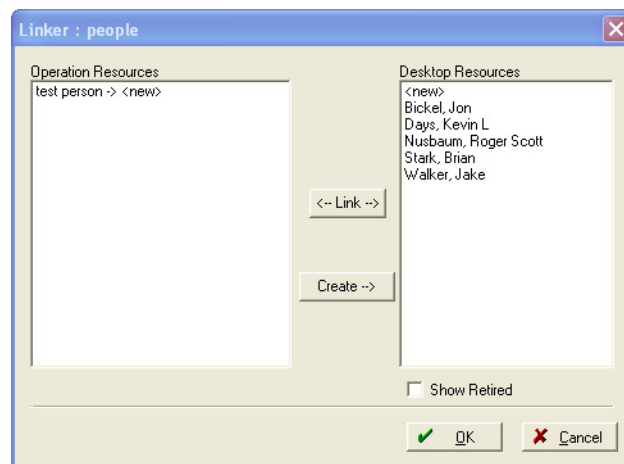 Linker : people
Operation Resources
test person -> <new>
Desktop Resources
<new>
Bickel, Jon
Days, Kevin L
Nusbaum, Roger Scott
Stark, Brian
Walker, Jake
<-- Link -->
Create -->
Show Retired
OK
Cancel